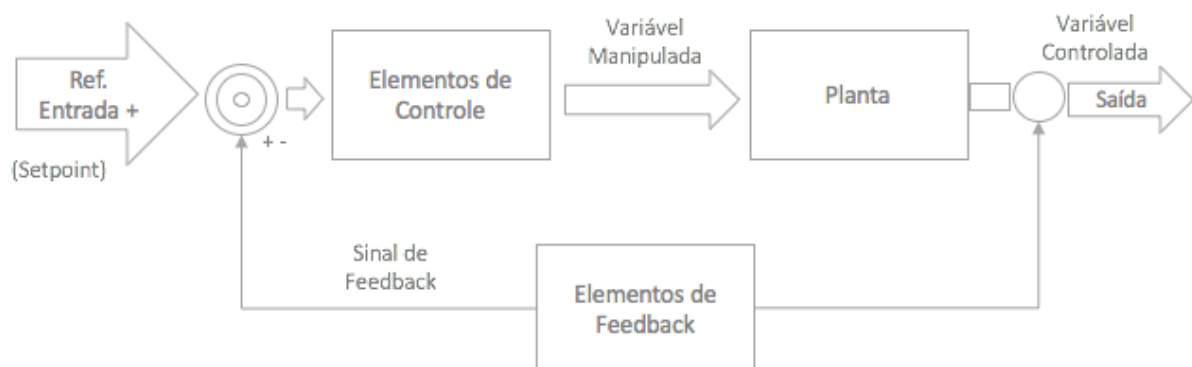 Ref.
Entrada +
(Setpoint)
+ -
Elementos de
Controle
Variável
Manipulada
Planta
Variável
Controlada
Saída
Sinal de
Feedback
Elementos de
Feedback